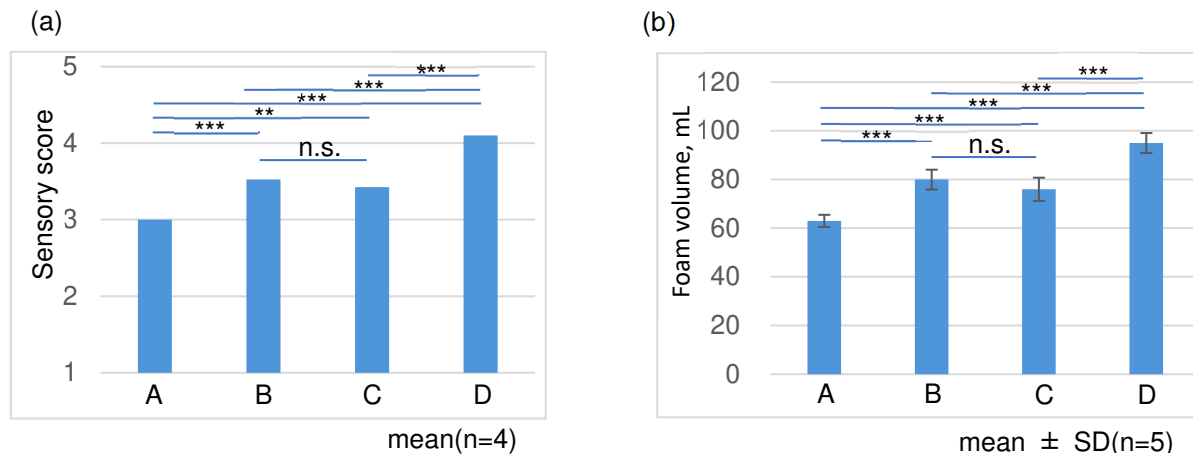 (a)
Sensory score
5
4
3
2
1
***
***
***
**
***
n.s.
A B C D
mean(n=4)
(b)
Foam volume, mL
120
100
80
60
40
20
0
***
***
***
***
***
n.s.
A B C D
mean ± SD(n=5)